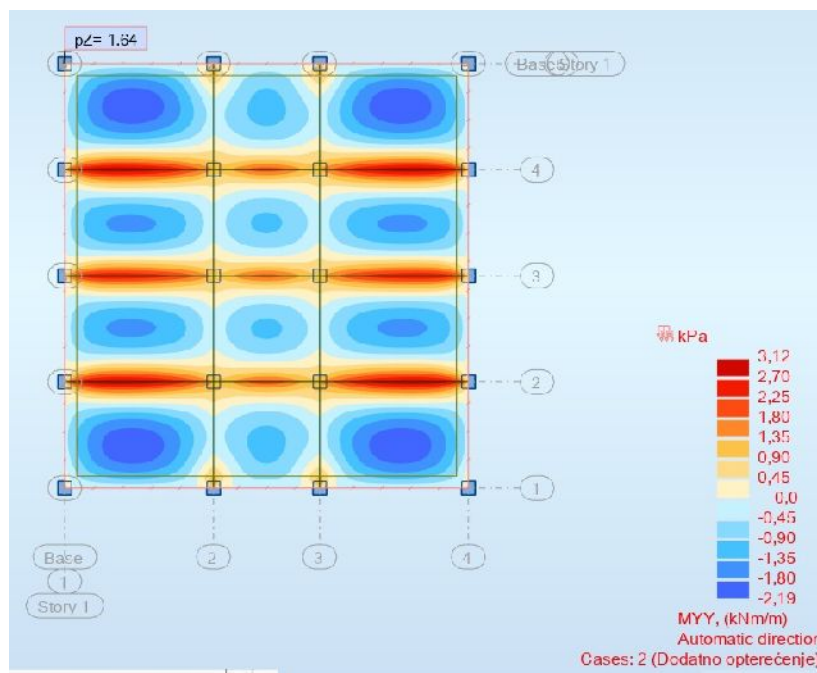 pZ= 1.64
Story 1
4
3
2
1
Base
2
3
4
1
Story 1
kPa
3,12
2,70
2,25
1,80
1,35
0,90
0,45
0,0
-0,45
-0,90
-1,35
-1,80
-2,19
MYY, (kNm/m)
Automatic direction
Cases: 2 (Dodatno opterećenje)